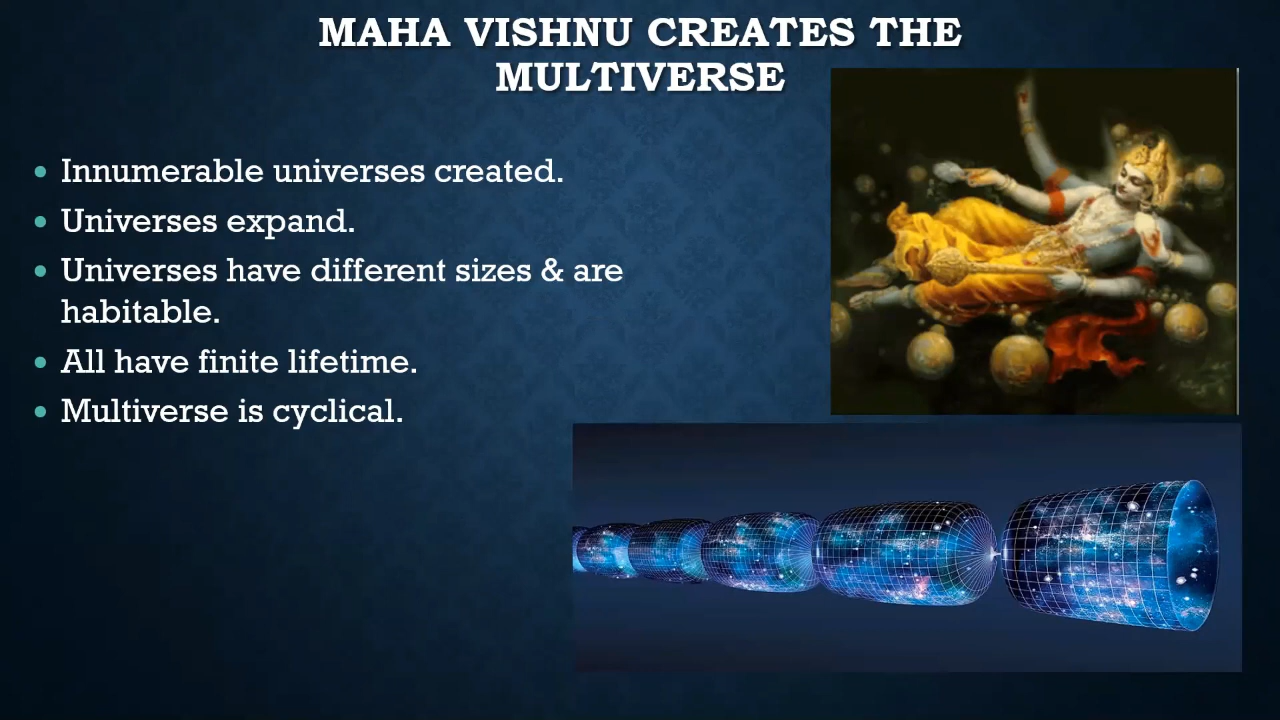 MAHA VISHNU CREATES THE
MULTIVERSE
• Innumerable universes created.
• Universes expand.
• Universes have different sizes & are
habitable.
• All have finite lifetime.
• Multiverse is cyclical.